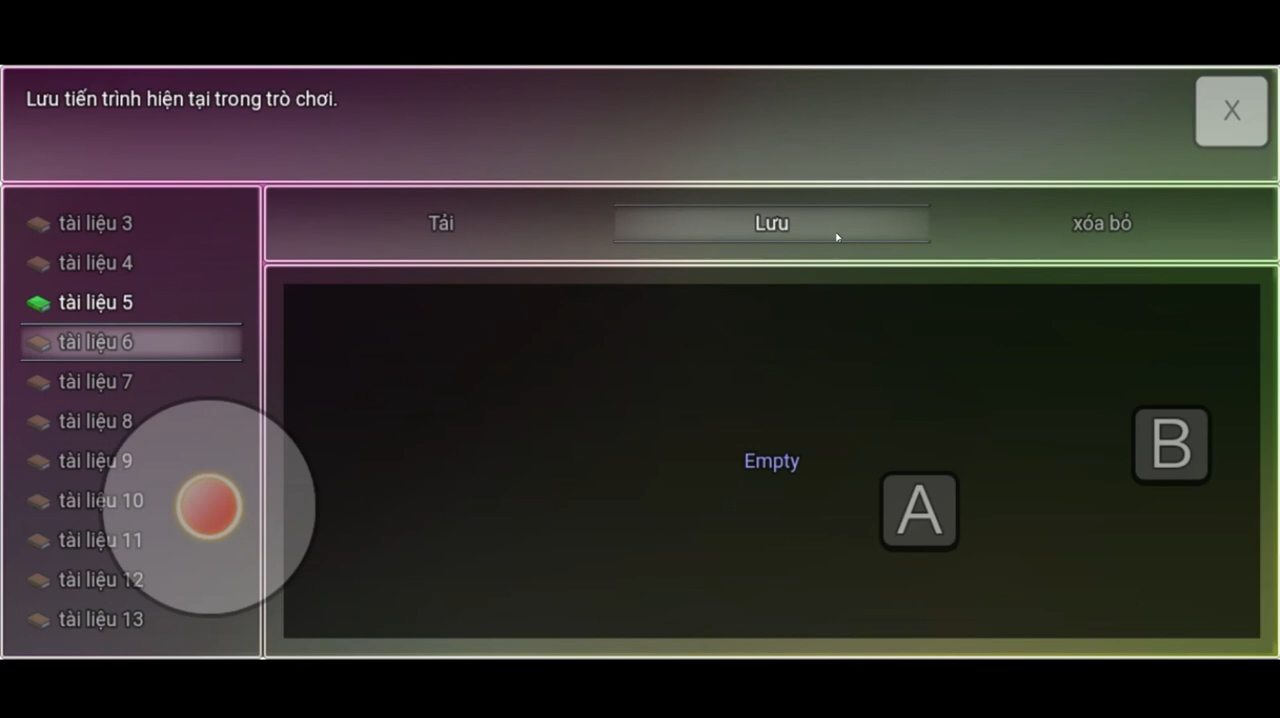 Lưu tiến trình hiện tại trong trò chơi.
X
Tải
Lưu
xóa bỏ
tài liệu 3
tài liệu 4
tài liệu 5
tài liệu 6
tài liệu 7
tài liệu 8
tài liệu 9
tài liệu 10
tài liệu 11
tài liệu 12
tài liệu 13
Empty
A
B